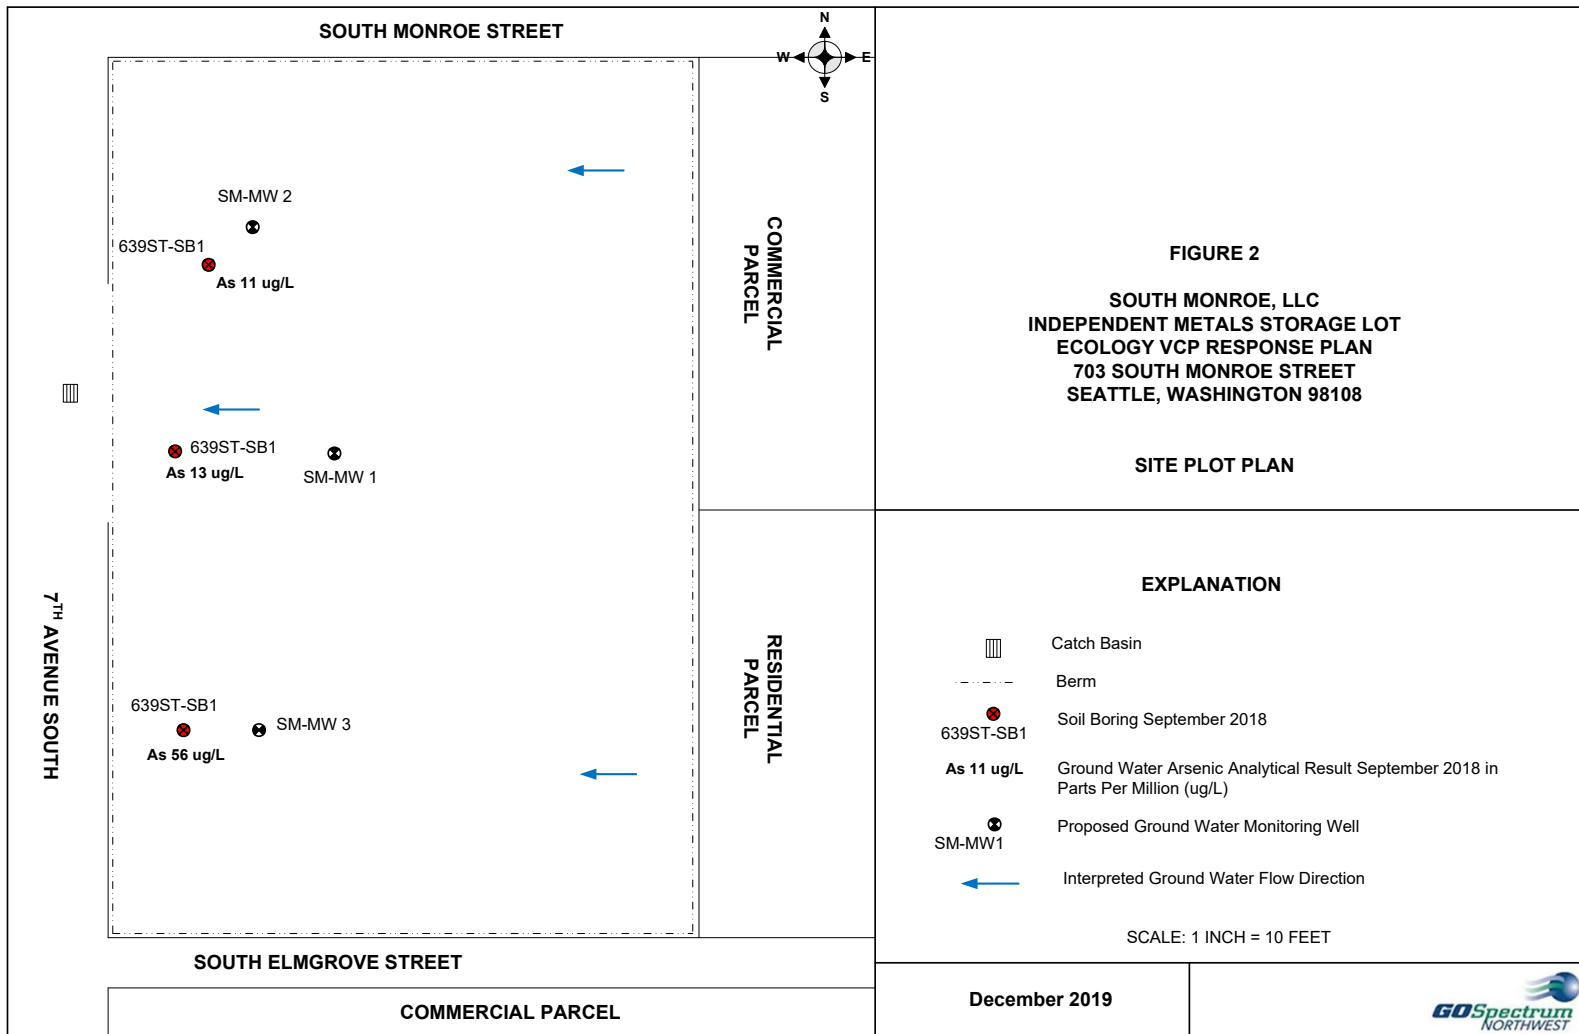 SOUTH MONROE STREET
N
W
E
S
SM-MW 2
639ST-SB1
As 11 ug/L
639ST-SB1
As 13 ug/L
SM-MW 1
639ST-SB1
As 56 ug/L
SM-MW 3
7TH AVENUE SOUTH
COMMERCIAL
PARCEL
RESIDENTIAL
PARCEL
SOUTH ELMGROVE STREET
COMMERCIAL PARCEL
FIGURE 2
SOUTH MONROE, LLC
INDEPENDENT METALS STORAGE LOT
ECOLOGY VCP RESPONSE PLAN
703 SOUTH MONROE STREET
SEATTLE, WASHINGTON 98108
SITE PLOT PLAN
EXPLANATION
Catch Basin
Berm
Soil Boring September 2018
639ST-SB1
As 11 ug/L
Ground Water Arsenic Analytical Result September 2018 in
Parts Per Million (ug/L)
Proposed Ground Water Monitoring Well
SM-MW1
Interpreted Ground Water Flow Direction
SCALE: 1 INCH = 10 FEET
December 2019
GOSpectrum
NORTHWEST